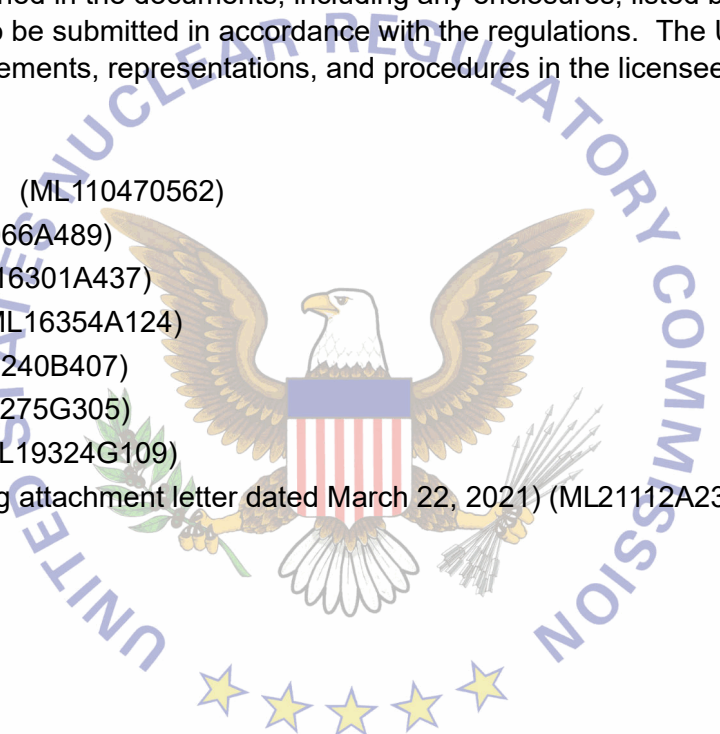 ned in the documents, including any enclosures, listed b
o be submitted in accordance with the regulations. The U
ements, representations, and procedures in the licensee
(ML110470562)
66A489)
16301A437)
ML16354A124)
240B407)
275G305)
L19324G109)
g attachment letter dated March 22, 2021) (ML21112A23
UNITED STATES NUCLEAR REGULATORY COMMISSION